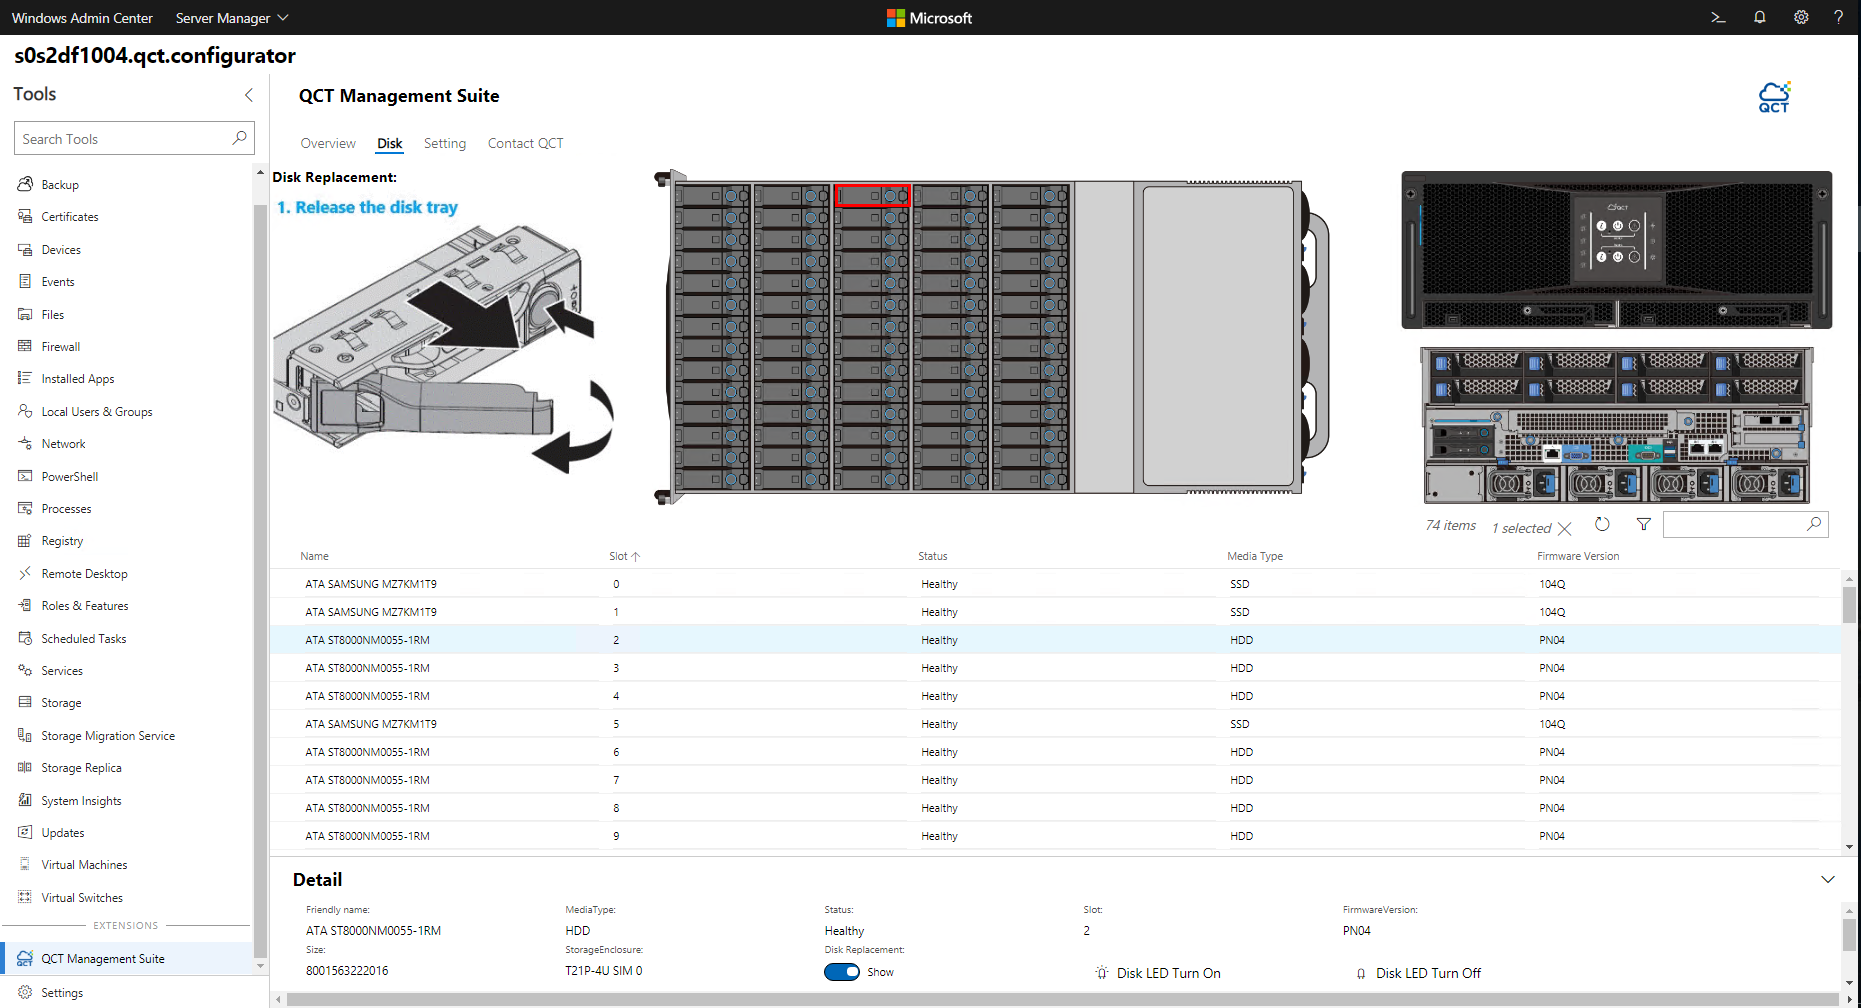 Windows Admin Center Server Manager Microsoft ?
s0s2df1004.qct.configurator
Tools
Search Tools
Backup
Certificates
Devices
Events
Files
Firewall
Installed Apps
Local Users & Groups
Network
PowerShell
Processes
Registry
Remote Desktop
Roles & Features
Scheduled Tasks
Services
Storage
Storage Migration Service
Storage Replica
System Insights
Updates
Virtual Machines
Virtual Switches
EXTENSIONS
QCT Management Suite
Settings
QCT Management Suite
QCT
Overview Disk Setting Contact QCT
Disk Replacement:
1. Release the disk tray
QCT
74 items 1 selected
Name Slot Status Media Type Firmware Version
ATA SAMSUNG MZ7KM1T9 0 Healthy SSD 104Q
ATA SAMSUNG MZ7KM1T9 1 Healthy SSD 104Q
ATA ST8000NM0055-1RM 2 Healthy HDD PN04
ATA ST8000NM0055-1RM 3 Healthy HDD PN04
ATA ST8000NM0055-1RM 4 Healthy HDD PN04
ATA SAMSUNG MZ7KM1T9 5 Healthy SSD 104Q
ATA ST8000NM0055-1RM 6 Healthy HDD PN04
ATA ST8000NM0055-1RM 7 Healthy HDD PN04
ATA ST8000NM0055-1RM 8 Healthy HDD PN04
ATA ST8000NM0055-1RM 9 Healthy HDD PN04
Detail
Friendly name: MediaType: Status: Slot: FirmwareVersion:
ATA ST8000NM0055-1RM HDD Healthy 2 PN04
Size: StorageEnclosure: Disk Replacement:
8001563222016 T21P-4U SIM 0 Show Disk LED Turn On Disk LED Turn Off